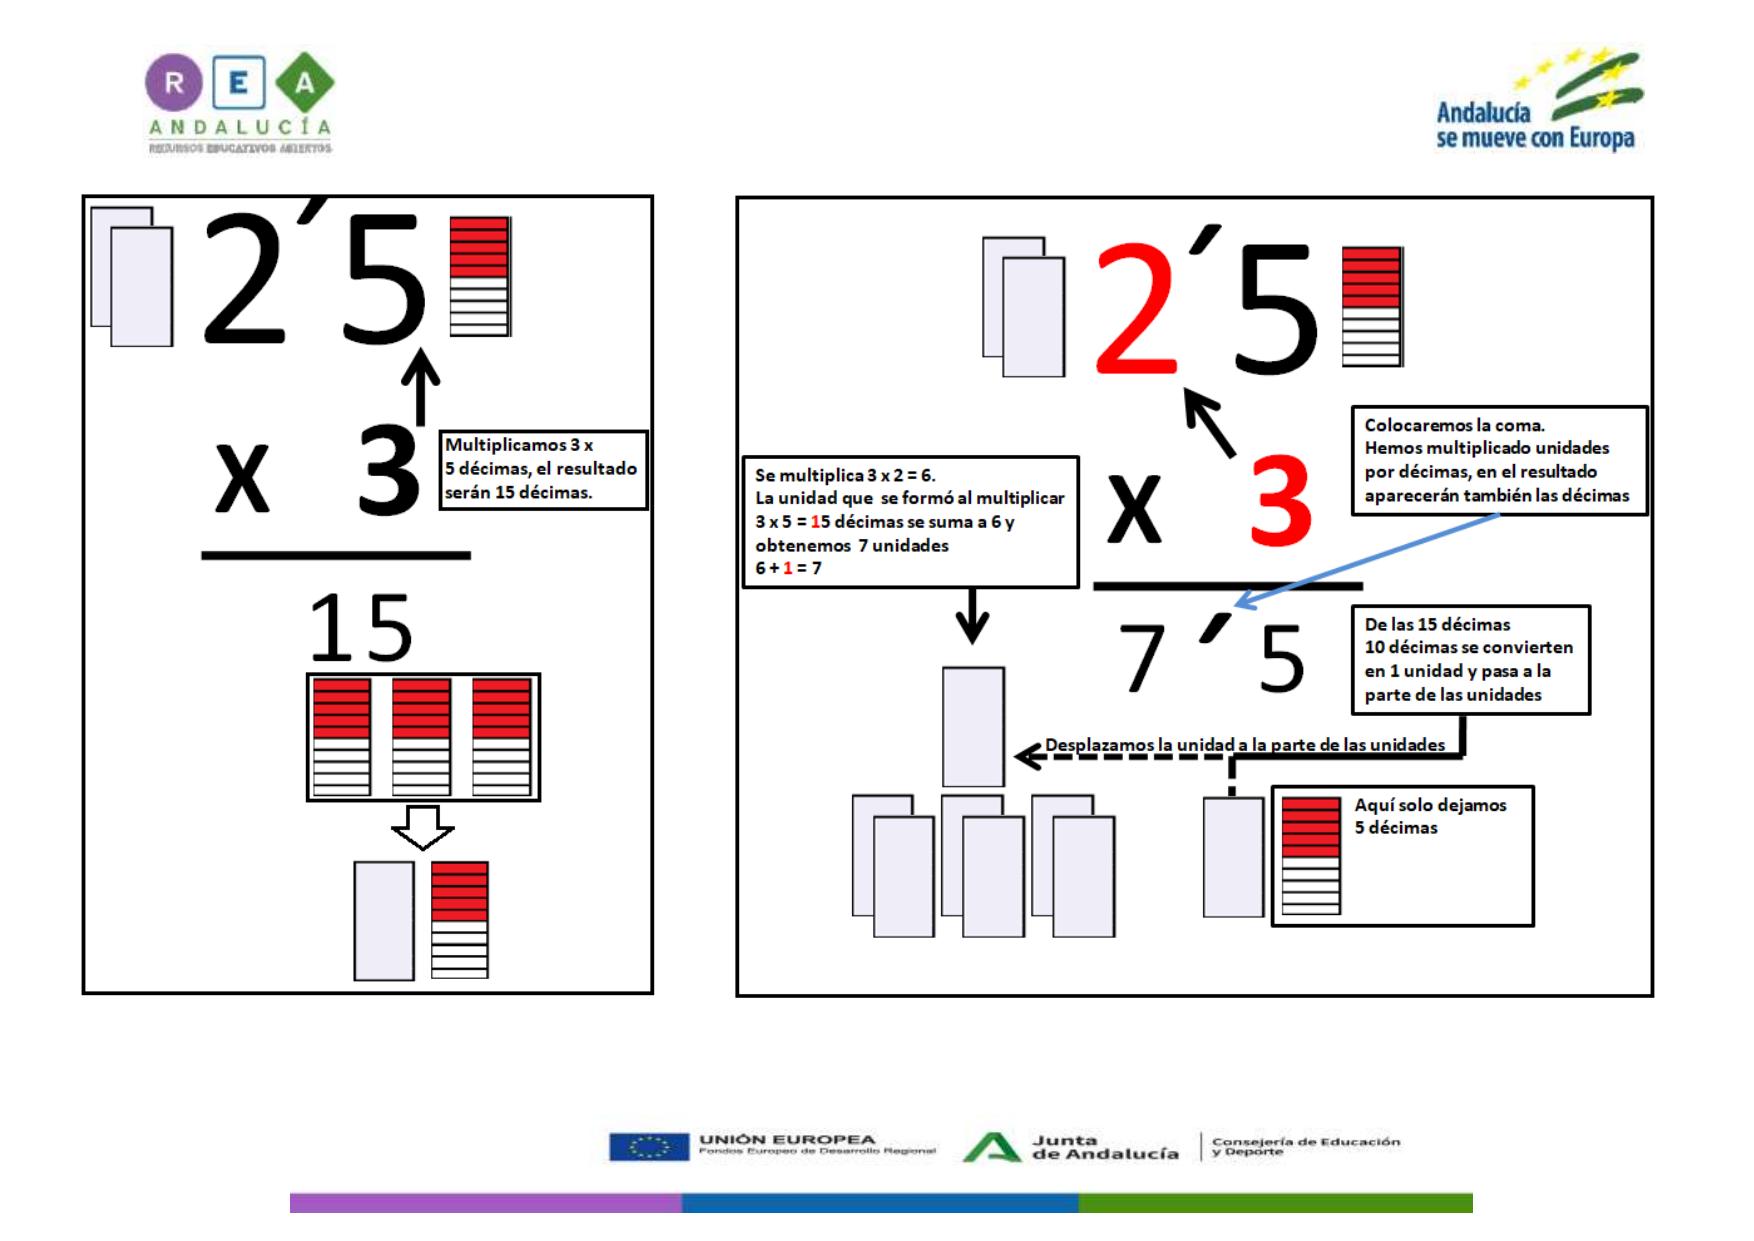 R E A
ANDALUCÍA
RECURSOS EDUCATIVOS ABIERTOS
Andalucía
se mueve con Europa
2´5
x 3
Multiplicamos 3 x
5 décimas, el resultado
serán 15 décimas.
15
2´5
x 3
Colocaremos la coma.
Hemos multiplicado unidades
por décimas, en el resultado
aparecerán también las décimas
Se multiplica 3 x 2 = 6.
La unidad que se formó al multiplicar
3 x 5 = 15 décimas se suma a 6 y
obtenemos 7 unidades
6 + 1 = 7
7´5
De las 15 décimas
10 décimas se convierten
en 1 unidad y pasa a la
parte de las unidades
Desplazamos la unidad a la parte de las unidades
Aquí solo dejamos
5 décimas
UNIÓN EUROPEA
Fondos Europeo de Desarrollo Regional
Junta
de Andalucía
Consejería de Educación
y Deporte